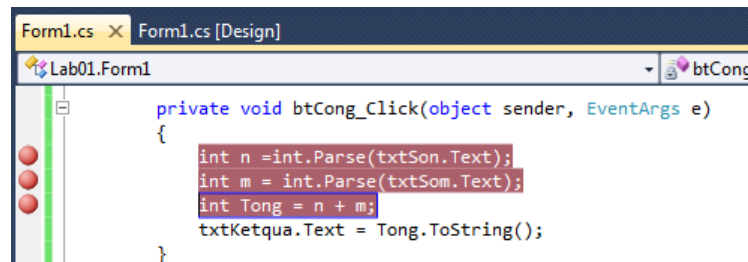 Form1.cs Form1.cs [Design]
Lab01.Form1 btCong
private void btCong_Click(object sender, EventArgs e)
{
int n =int.Parse(txtSon.Text);
int m = int.Parse(txtSom.Text);
int Tong = n + m;
txtKetqua.Text = Tong.ToString();
}